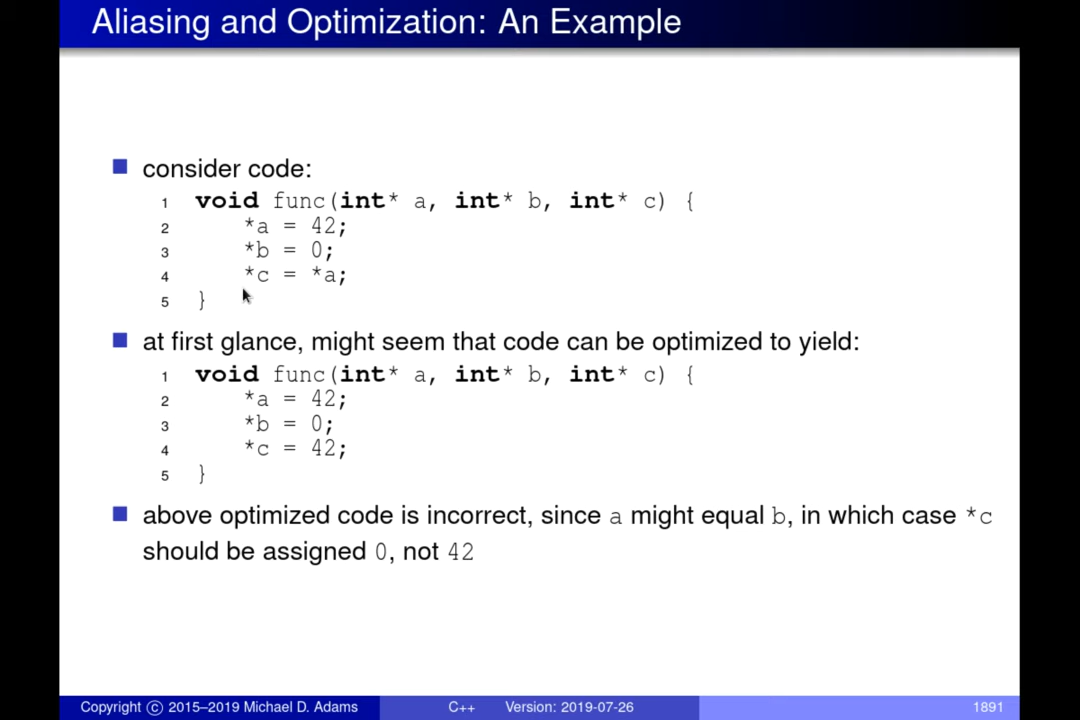 Aliasing and Optimization: An Example
consider code:
1 void func(int* a, int* b, int* c) {
2 *a = 42;
3 *b = 0;
4 *c = *a;
5 }
at first glance, might seem that code can be optimized to yield:
1 void func(int* a, int* b, int* c) {
2 *a = 42;
3 *b = 0;
4 *c = 42;
5 }
above optimized code is incorrect, since a might equal b, in which case *c
should be assigned 0, not 42
Copyright © 2015–2019 Michael D. Adams C++ Version: 2019-07-26 1891